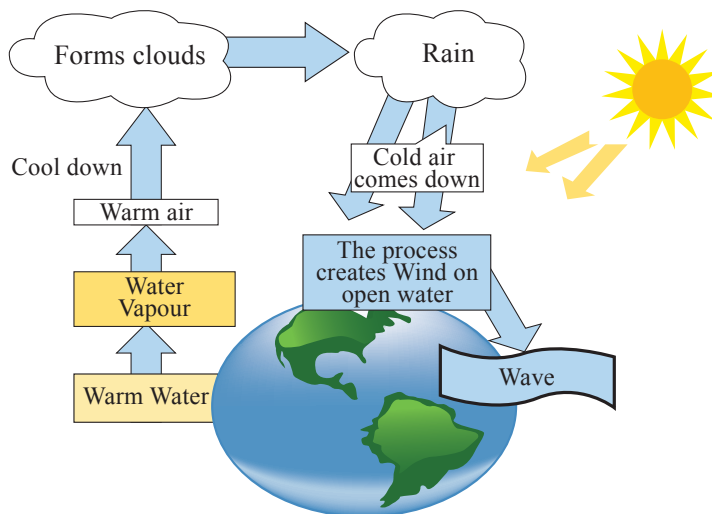 Forms clouds
Rain
Cool down
Cold air
comes down
Warm air
The process
creates Wind on
open water
Water
Vapour
Wave
Warm Water